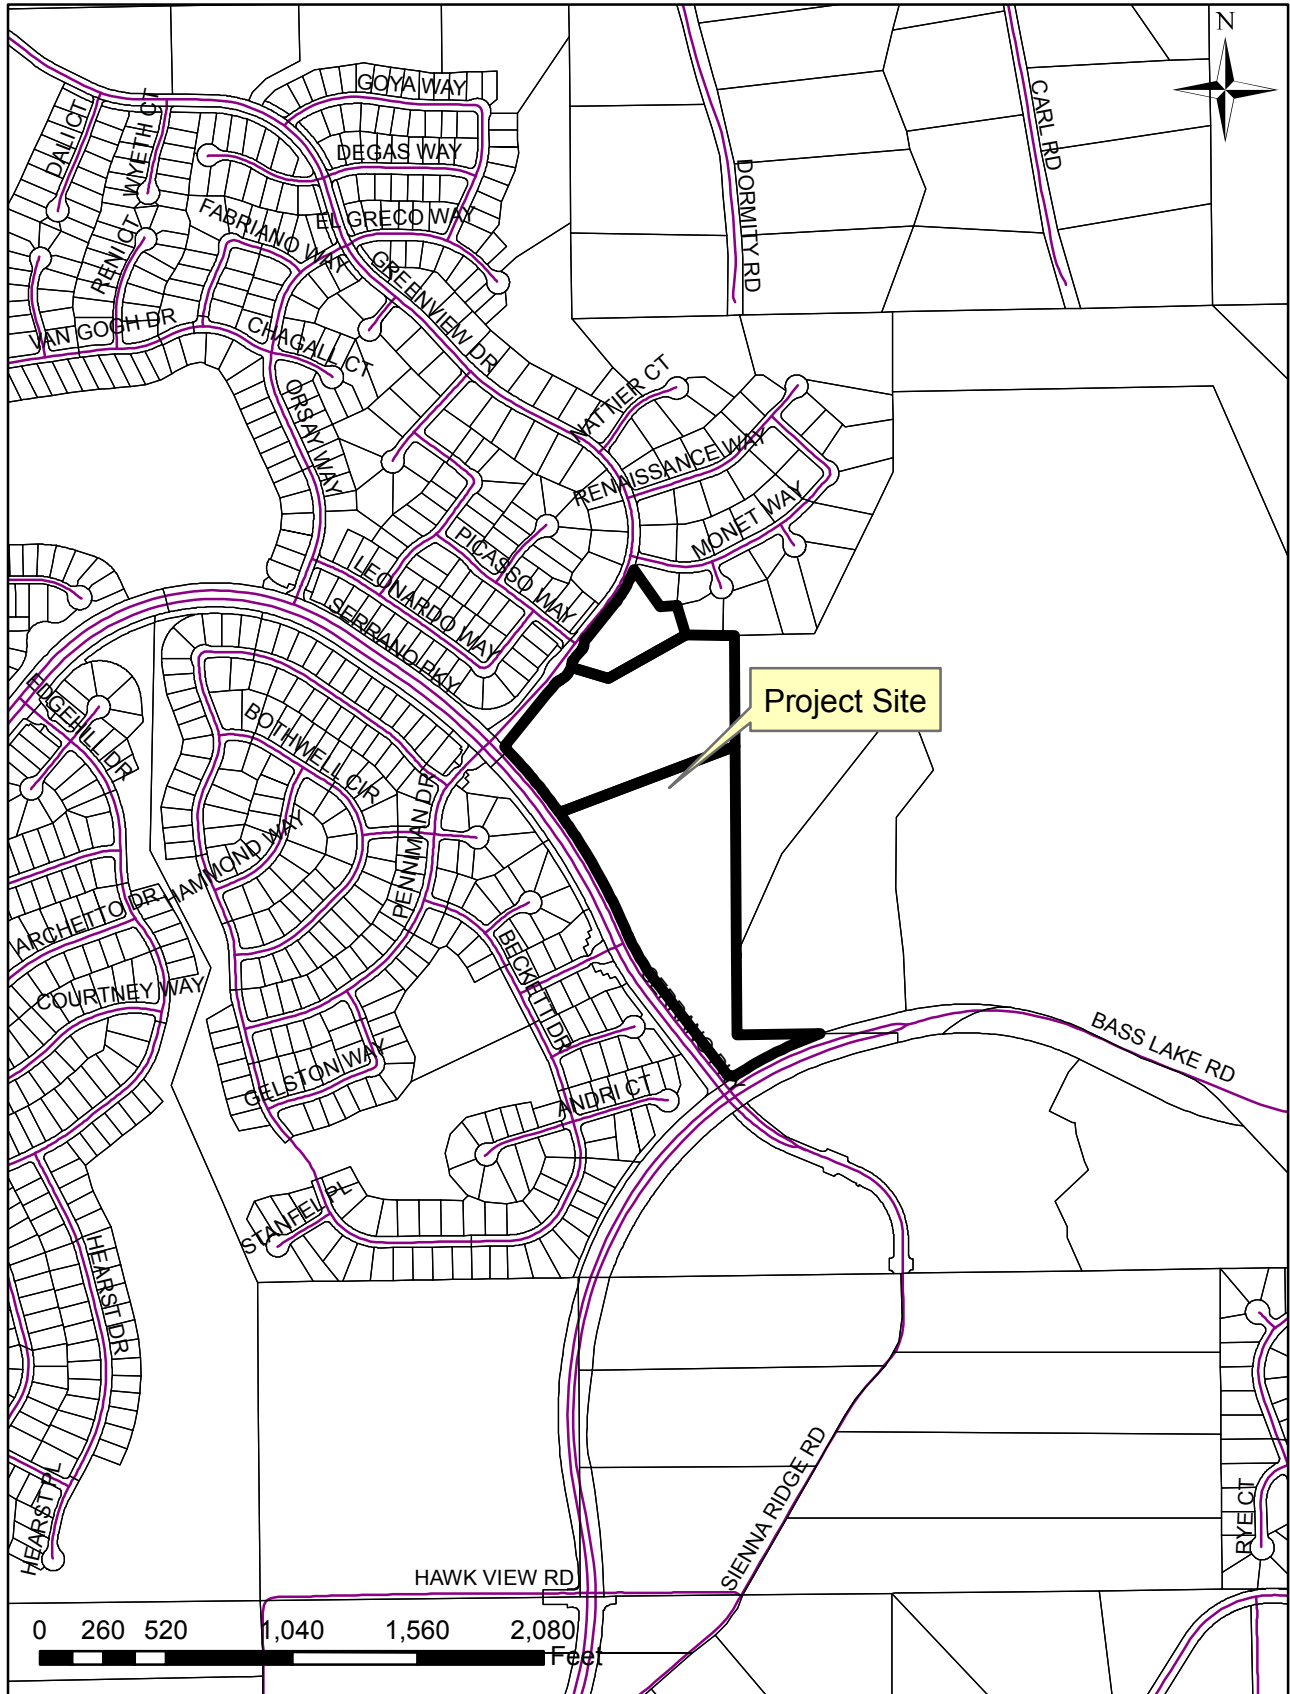 N
GOYA WAY
CARL RD
DALI CT
WYETH CT
DEGAS WAY
DORMITY RD
FABRIANO WAY
EL GRECO WAY
RENI CT
GREENVIEW DR
VAN GOGH DR
CHAGALL CT
NATTIER CT
ORSAY WAY
RENAISSANCE WAY
MONET WAY
PICASSO WAY
LEONARDO WAY
SERRANO PKY
Project Site
EDGEHILL DR
BOTHWELL CIR
PENNIMAN DR
HAMMOND WAY
ARCHETTO DR
BECKETT DR
COURTNEY WAY
BASS LAKE RD
GELSTON WAY
ANDRI CT
STANFEL PL
HEARST DR
SIENNA RIDGE RD
HEARST PL
RYE CT
HAWK VIEW RD
0 260 520 1,040 1,560 2,080
Feet